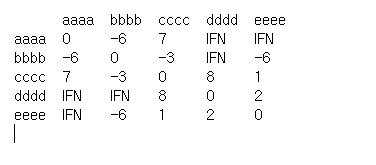 aaaa bbbb cccc dddd eeee
aaaa 0 -6 7 IFN IFN
bbbb -6 0 -3 IFN -6
cccc 7 -3 0 8 1
dddd IFN IFN 8 0 2
eeee IFN -6 1 2 0